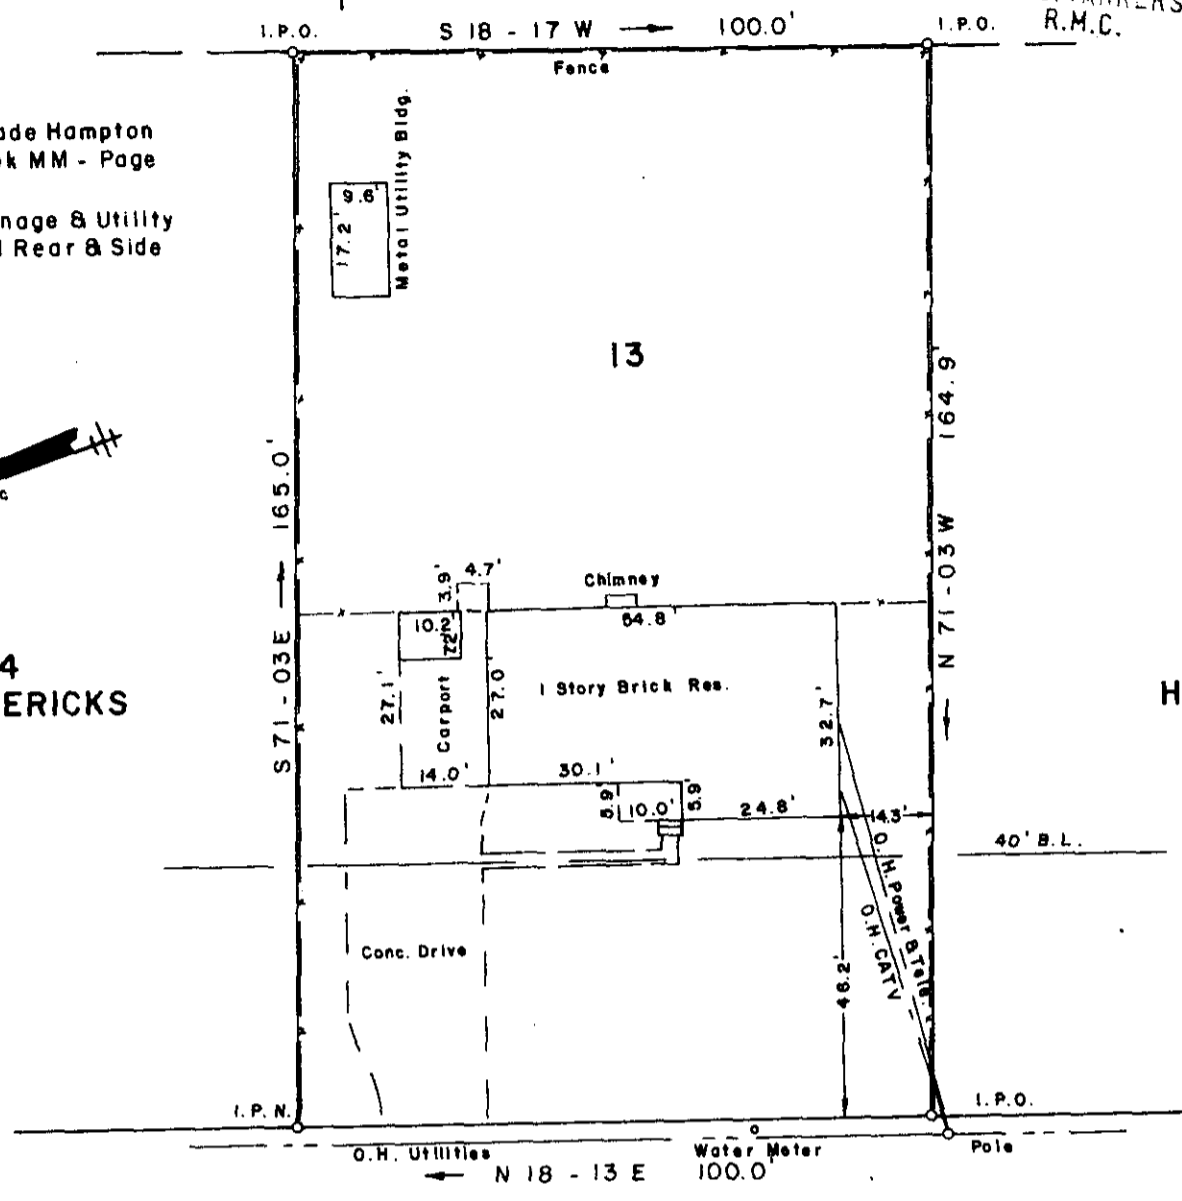 I.P.O.
S 18 - 17 W
100.0'
I.P.O.
R.M.C.
Fence
ade Hampton
k MM - Page
nage & Utility
l Rear & Side
9.6'
17.2'
Metal Utility Bldg.
13
164.9'
N 71 - 03 W
165.0'
S 71 - 03 E
c
4
ERICKS
H
3.9'
4.7'
Chimney
10.2'
7.2'
64.8'
27.1'
Carport
27.0'
1 Story Brick Res.
32.7'
14.0'
30.1'
5.9'
10.0'
5.9'
24.8'
14.3'
40' B.L.
O.H. Power & Tele.
O.H. CATV
Conc. Drive
46.2'
I.P.N.
I.P.O.
O.H. Utilities
Water Meter
Pole
N 18 - 13 E
100.0'